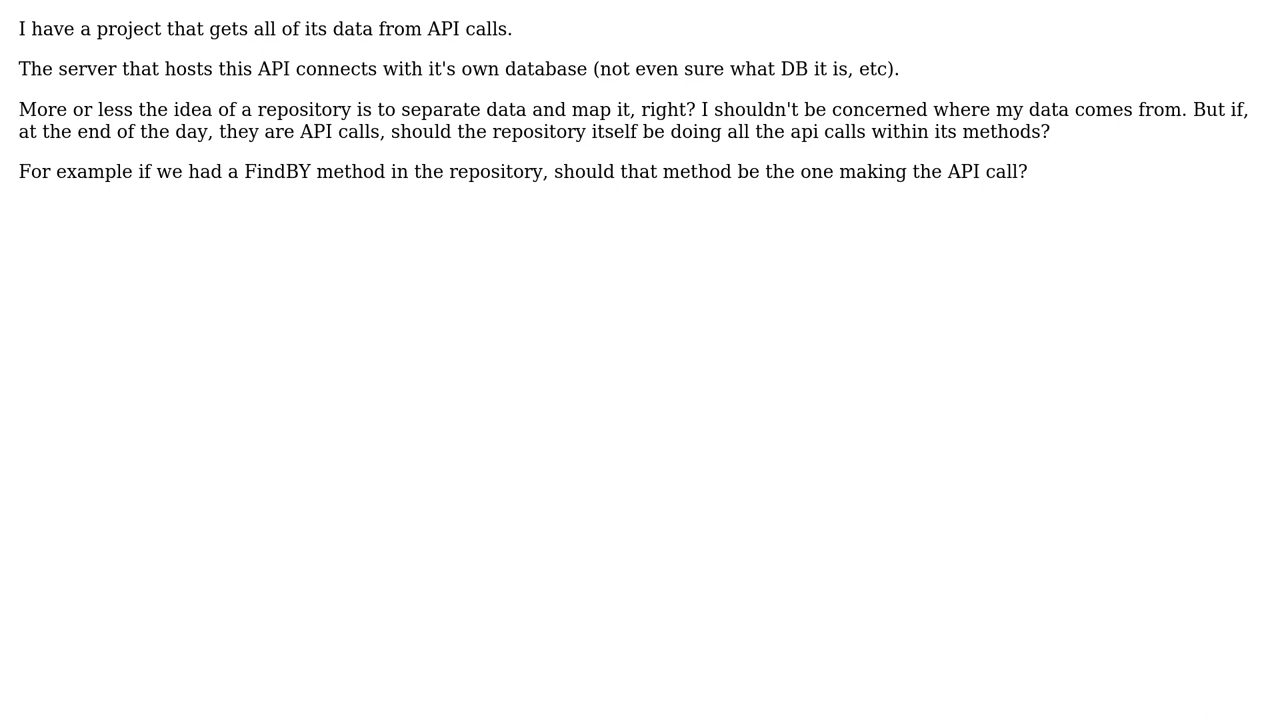 I have a project that gets all of its data from API calls.
The server that hosts this API connects with it's own database (not even sure what DB it is, etc).
More or less the idea of a repository is to separate data and map it, right? I shouldn't be concerned where my data comes from. But if,
at the end of the day, they are API calls, should the repository itself be doing all the api calls within its methods?
For example if we had a FindBY method in the repository, should that method be the one making the API call?